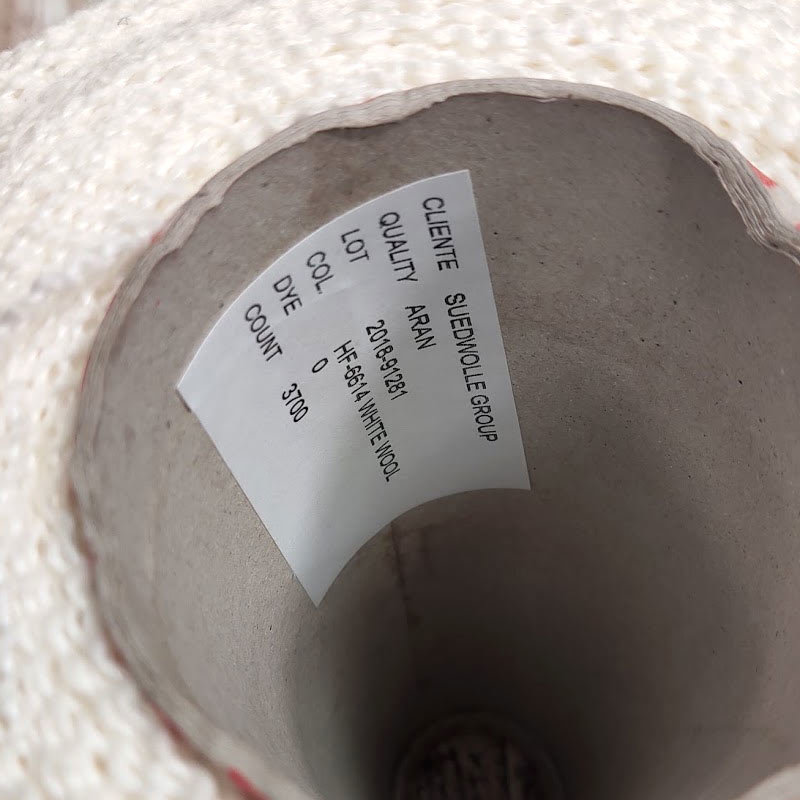 CLIENTE SUEDWOLLE GROUP
QUALITY ARAN
LOT 2018-91281
COL. HF-6614 WHITE WOOL
DYE 0
COUNT 3700